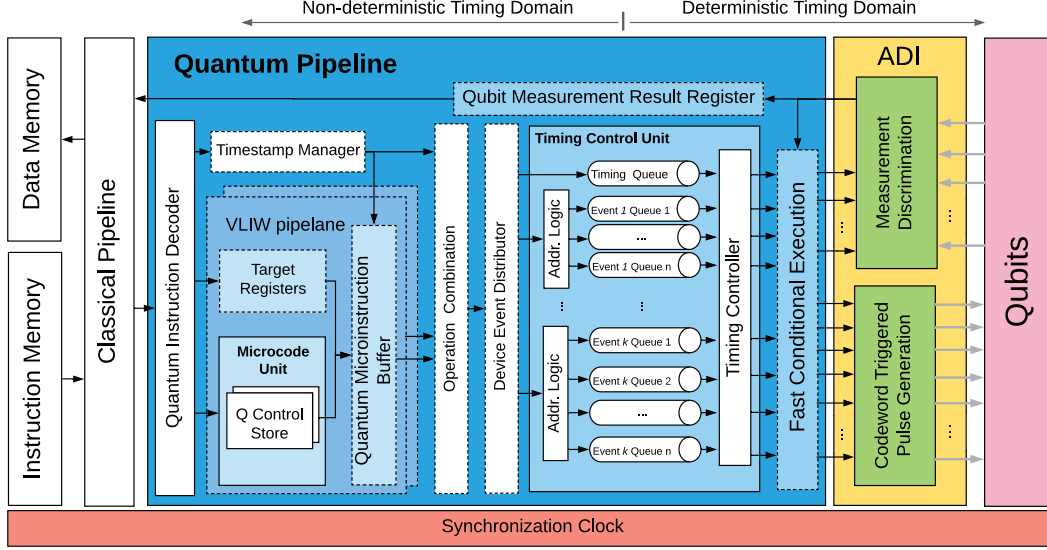 Non-deterministic Timing Domain
Deterministic Timing Domain
Data Memory
Instruction Memory
Classical Pipeline
Quantum Pipeline
Qubit Measurement Result Register
Quantum Instruction Decoder
Timestamp Manager
VLIW pipelane
Target
Registers
Microcode
Unit
Q Control
Store
Quantum Microinstruction
Buffer
Operation Combination
Device Event Distributor
Timing Control Unit
Timing Queue
Addr. Logic
Event 1 Queue 1
...
Event 1 Queue n
... ...
Addr. Logic
Event k Queue 1
Event k Queue 2
...
Event k Queue n
Timing Controller
Fast Conditional Execution
...
...
...
ADI
Measurement
Discrimination
Codeword Triggered
Pulse Generation
...
...
Qubits
Synchronization Clock